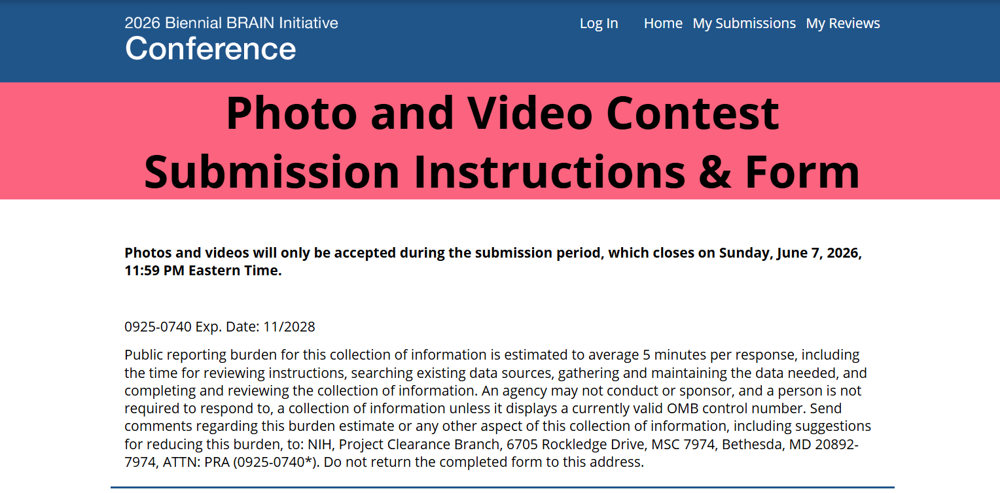 2026 Biennial BRAIN Initiative
Conference
Log In Home My Submissions My Reviews
Photo and Video Contest
Submission Instructions & Form
Photos and videos will only be accepted during the submission period, which closes on Sunday, June 7, 2026,
11:59 PM Eastern Time.
0925-0740 Exp. Date: 11/2028
Public reporting burden for this collection of information is estimated to average 5 minutes per response, including
the time for reviewing instructions, searching existing data sources, gathering and maintaining the data needed, and
completing and reviewing the collection of information. An agency may not conduct or sponsor, and a person is not
required to respond to, a collection of information unless it displays a currently valid OMB control number. Send
comments regarding this burden estimate or any other aspect of this collection of information, including suggestions
for reducing this burden, to: NIH, Project Clearance Branch, 6705 Rockledge Drive, MSC 7974, Bethesda, MD 20892-
7974, ATTN: PRA (0925-0740*). Do not return the completed form to this address.